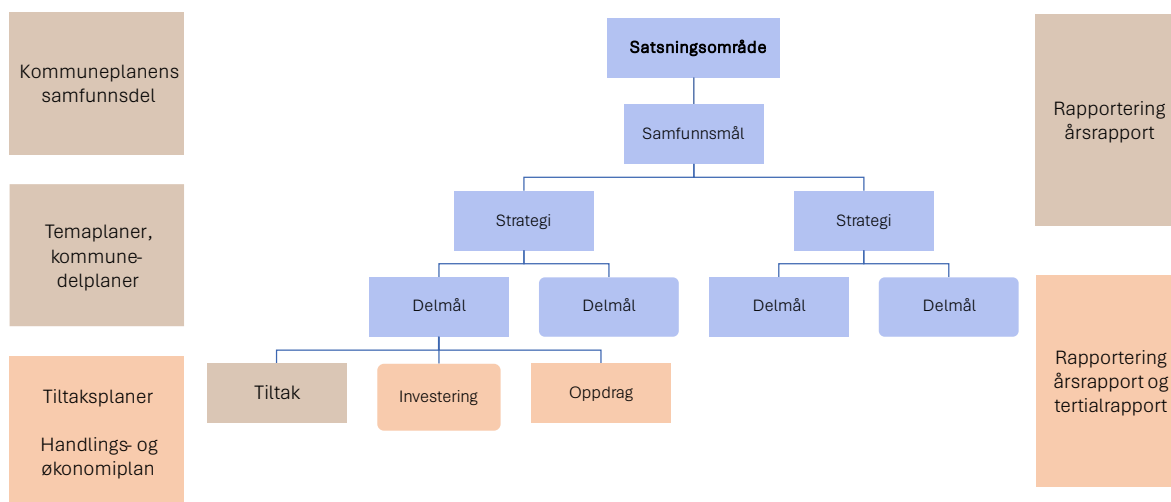 Kommuneplanens
samfunnsdel
Temaplaner,
kommune-
delplaner
Tiltaksplaner
Handlings- og
økonomiplan
Satsningsområde
Samfunnsmål
Strategi
Strategi
Delmål
Delmål
Delmål
Delmål
Tiltak
Investering
Oppdrag
Rapportering
årsrapport
Rapportering
årsrapport og
tertialrapport